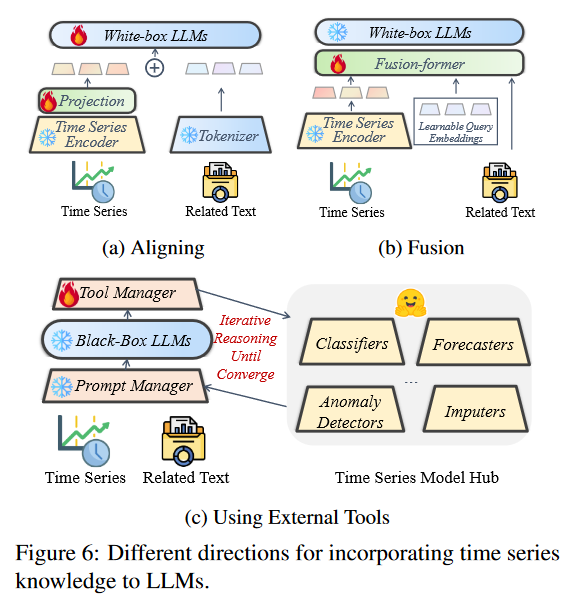 White-box LLMs
Projection
Time Series
Encoder
Tokenizer
Time Series
Related Text
(a) Aligning
White-box LLMs
Fusion-former
Time Series
Encoder
Learnable Query
Embeddings
Time Series
Related Text
(b) Fusion
Tool Manager
Black-Box LLMs
Prompt Manager
Iterative
Reasoning
Until
Converge
Time Series
Related Text
Classifiers
Forecasters
...
Anomaly
Detectors
Imputers
Time Series Model Hub
(c) Using External Tools
Figure 6: Different directions for incorporating time series
knowledge to LLMs.